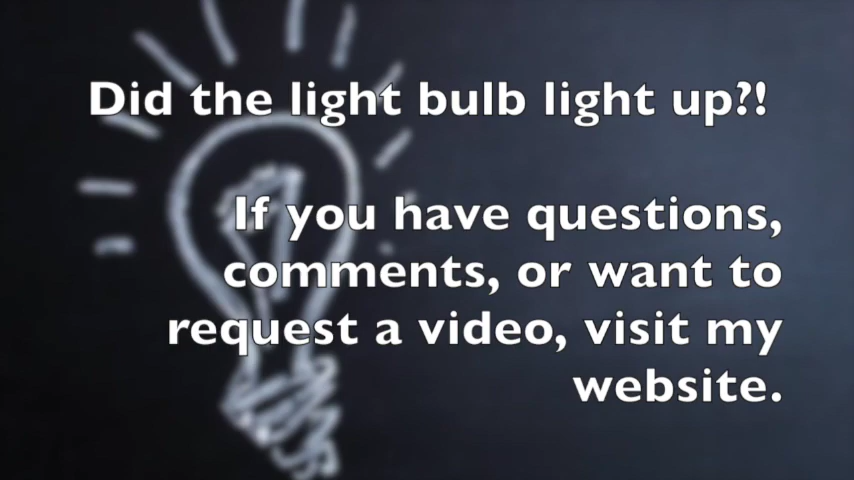 Did the light bulb light up?!
If you have questions,
comments, or want to
request a video, visit my
website.